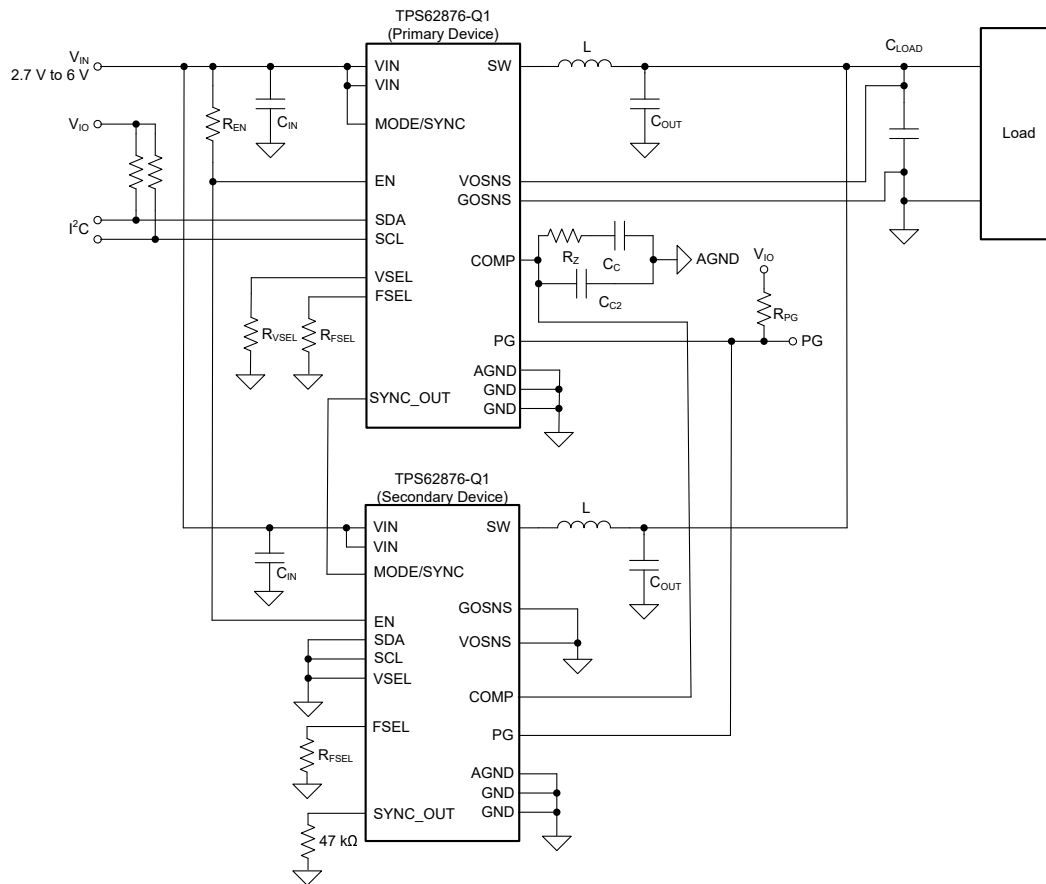 TPS62876-Q1
(Primary Device)
V_IN
2.7 V to 6 V
V_IO
I²C
R_EN
C_IN
VIN
VIN
MODE/SYNC
EN
SDA
SCL
VSEL
FSEL
SYNC_OUT
R_VSEL
R_FSEL
SW
VOSNS
GOSNS
COMP
PG
AGND
GND
GND
L
C_OUT
C_LOAD
Load
R_Z
C_C
C_C2
AGND
V_IO
R_PG
PG
TPS62876-Q1
(Secondary Device)
C_IN
VIN
VIN
MODE/SYNC
EN
SDA
SCL
VSEL
FSEL
SYNC_OUT
R_FSEL
47 kΩ
SW
GOSNS
VOSNS
COMP
PG
AGND
GND
GND
L
C_OUT